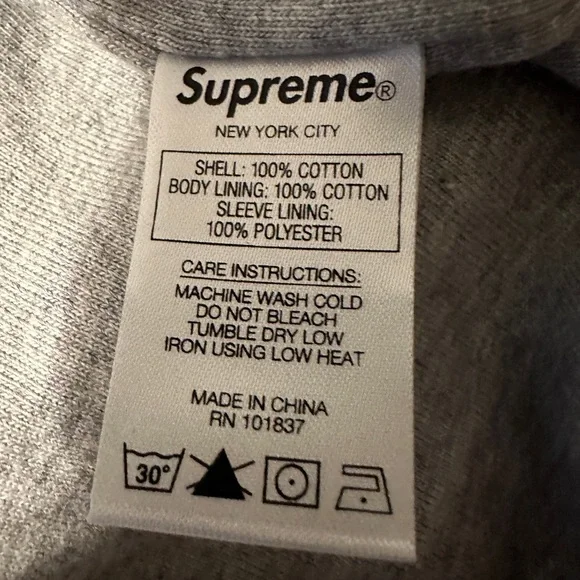 Supreme®
NEW YORK CITY
SHELL: 100% COTTON
BODY LINING: 100% COTTON
SLEEVE LINING:
100% POLYESTER
CARE INSTRUCTIONS:
MACHINE WASH COLD
DO NOT BLEACH
TUMBLE DRY LOW
IRON USING LOW HEAT
MADE IN CHINA
RN 101837
30°